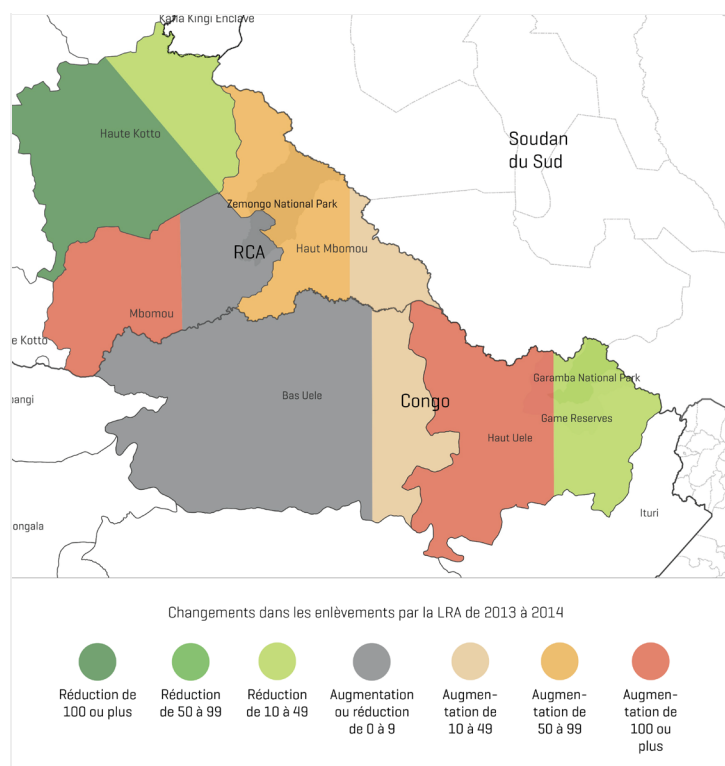 Kafia Kingi Enclave
Haute Kotto
Soudan
du Sud
Zemongo National Park
RCA
Haut Mbomou
Mbomou
e Kotto
Garamba National Park
Bas Uele
Congo
angi
Game Reserves
Haut Uele
Ituri
ongala
Changements dans les enlèvements par la LRA de 2013 à 2014
Réduction de
100 ou plus
Réduction
de 50 à 99
Réduction
de 10 à 49
Augmentation
ou réduction
de 0 à 9
Augmen-
tation de
10 à 49
Augmen-
tation de
50 à 99
Augmen-
tation de
100 ou
plus